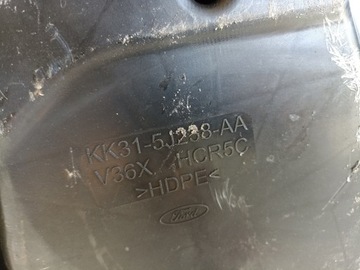 KK31-5J238-AA
V36X, HCR5C
>HDPE<
Ford